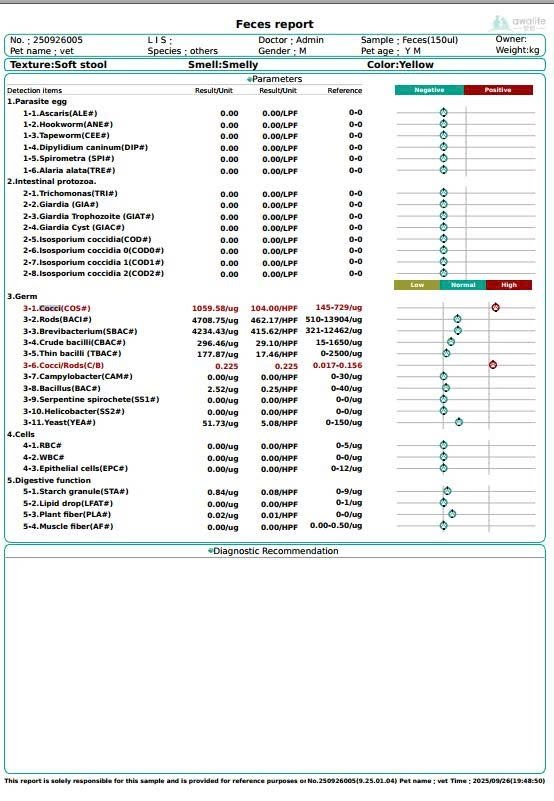 Feces report
awalife
No. : 250926005 L I S : Doctor : Admin Sample : Feces(150ul) Owner:
Pet name : vet Species : others Gender : M Pet age : Y M Weight:kg
Texture:Soft stool Smell:Smelly Color:Yellow
Parameters
Detection items Result/Unit Result/Unit Reference Negative Positive
1.Parasite egg
1-1.Ascaris(ALE#) 0.00 0.00/LPF 0-0
1-2.Hookworm(ANE#) 0.00 0.00/LPF 0-0
1-3.Tapeworm(CEE#) 0.00 0.00/LPF 0-0
1-4.Dipylidium caninum(DIP#) 0.00 0.00/LPF 0-0
1-5.Spirometra (SPI#) 0.00 0.00/LPF 0-0
1-6.Alaria alata(TRE#) 0.00 0.00/LPF 0-0
2.Intestinal protozoa.
2-1.Trichomonas(TRI#) 0.00 0.00/LPF 0-0
2-2.Giardia (GIA#) 0.00 0.00/LPF 0-0
2-3.Giardia Trophozoite (GIAT#) 0.00 0.00/LPF 0-0
2-4.Giardia Cyst (GIAC#) 0.00 0.00/LPF 0-0
2-5.Isosporium coccidia(COD#) 0.00 0.00/LPF 0-0
2-6.Isosporium coccidia 0(COD0#) 0.00 0.00/LPF 0-0
2-7.Isosporium coccidia 1(COD1#) 0.00 0.00/LPF 0-0
2-8.Isosporium coccidia 2(COD2#) 0.00 0.00/LPF 0-0
Low Normal High
3.Germ
3-1.Cocci(COS#) 1059.58/ug 104.00/HPF 145-729/ug
3-2.Rods(BACI#) 4708.75/ug 462.17/HPF 510-13904/ug
3-3.Brevibacterium(SBAC#) 4234.43/ug 415.62/HPF 321-12462/ug
3-4.Crude bacilli(CBAC#) 296.46/ug 29.10/HPF 15-1650/ug
3-5.Thin bacilli (TBAC#) 177.87/ug 17.46/HPF 0-2500/ug
3-6.Cocci/Rods(C/B) 0.225 0.225 0.017-0.156
3-7.Campylobacter(CAM#) 0.00/ug 0.00/HPF 0-30/ug
3-8.Bacillus(BAC#) 2.52/ug 0.25/HPF 0-40/ug
3-9.Serpentine spirochete(SS1#) 0.00/ug 0.00/HPF 0-0/ug
3-10.Helicobacter(SS2#) 0.00/ug 0.00/HPF 0-0/ug
3-11.Yeast(YEA#) 51.73/ug 5.08/HPF 0-150/ug
4.Cells
4-1.RBC# 0.00/ug 0.00/HPF 0-5/ug
4-2.WBC# 0.00/ug 0.00/HPF 0-0/ug
4-3.Epithelial cells(EPC#) 0.00/ug 0.00/HPF 0-12/ug
5.Digestive function
5-1.Starch granule(STA#) 0.84/ug 0.08/HPF 0-9/ug
5-2.Lipid drop(LFAT#) 0.00/ug 0.00/HPF 0-1/ug
5-3.Plant fiber(PLA#) 0.02/ug 0.01/HPF 0-0/ug
5-4.Muscle fiber(AF#) 0.00/ug 0.00/HPF 0.00-0.50/ug
Diagnostic Recommendation
This report is solely responsible for this sample and is provided for reference purposes or No.250926005(9.25.01.04) Pet name : vet Time : 2025/09/26(19:48:50)